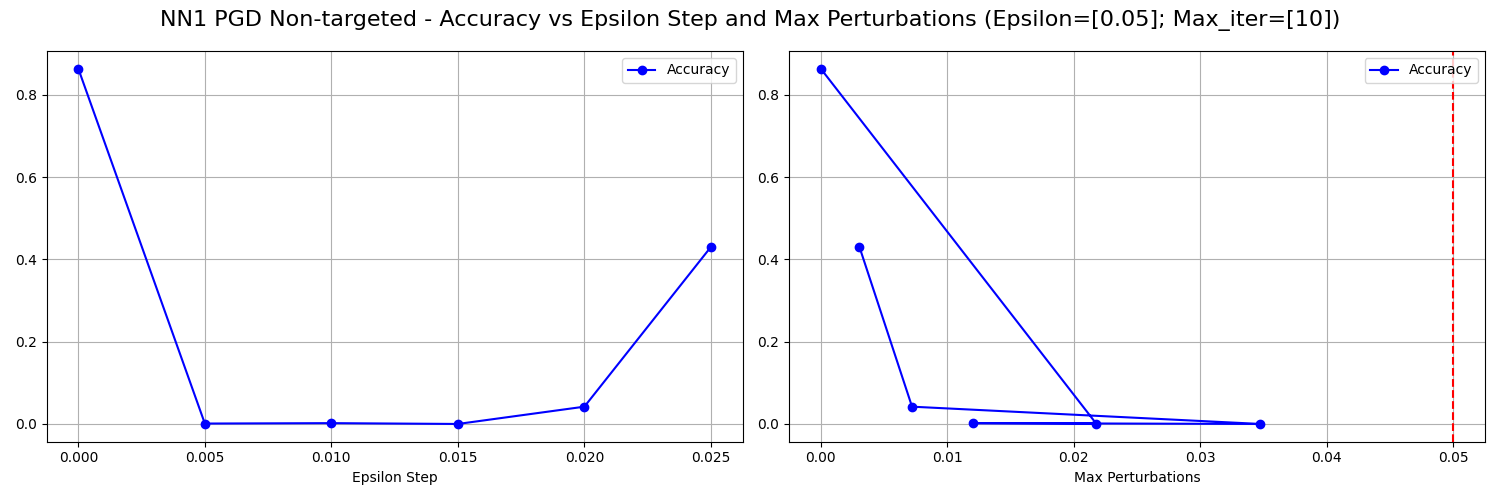 NN1 PGD Non-targeted - Accuracy vs Epsilon Step and Max Perturbations (Epsilon=[0.05]; Max_iter=[10])
Accuracy
0.8
0.6
0.4
0.2
0.0
0.000 0.005 0.010 0.015 0.020 0.025
Epsilon Step
Accuracy
0.8
0.6
0.4
0.2
0.0
0.00 0.01 0.02 0.03 0.04 0.05
Max Perturbations